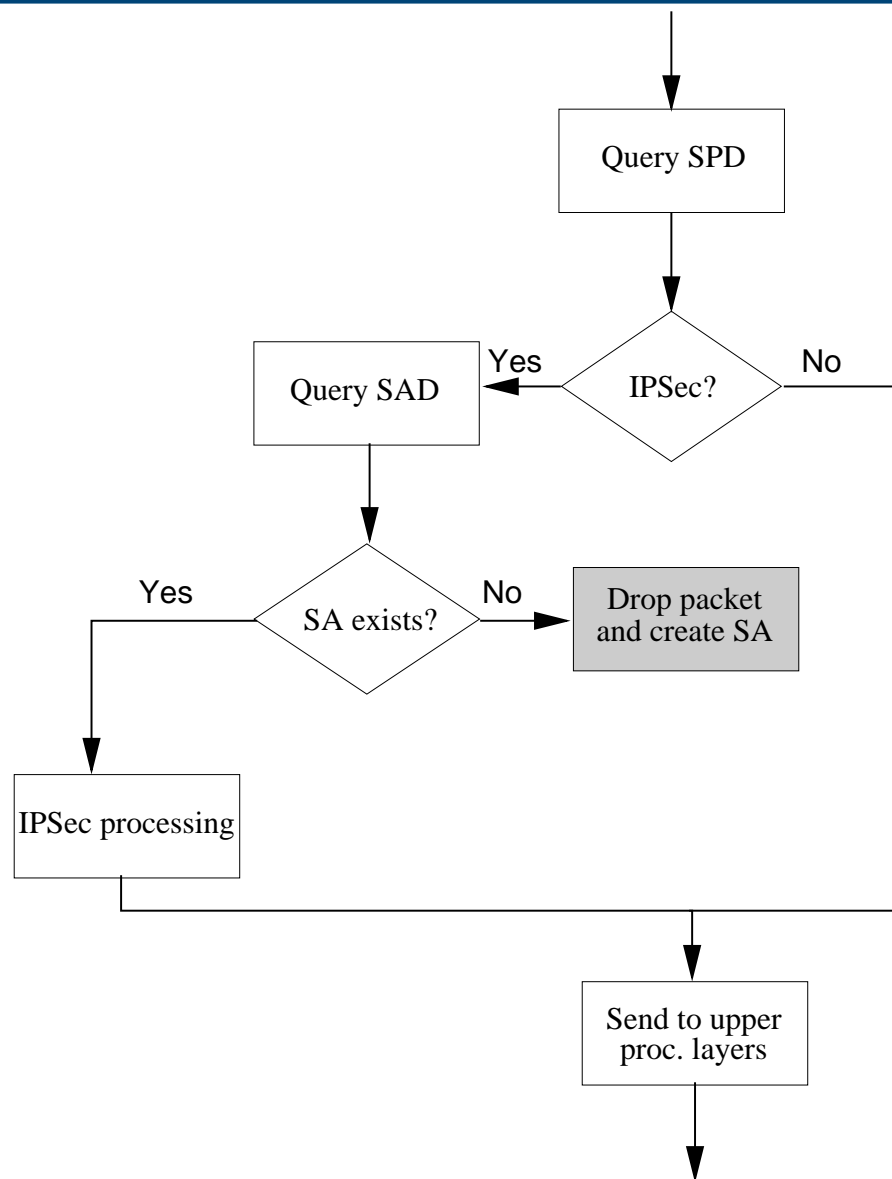 Query SPD
IPSec?
Yes
No
Query SAD
SA exists?
Yes
No
Drop packet
and create SA
IPSec processing
Send to upper
proc. layers